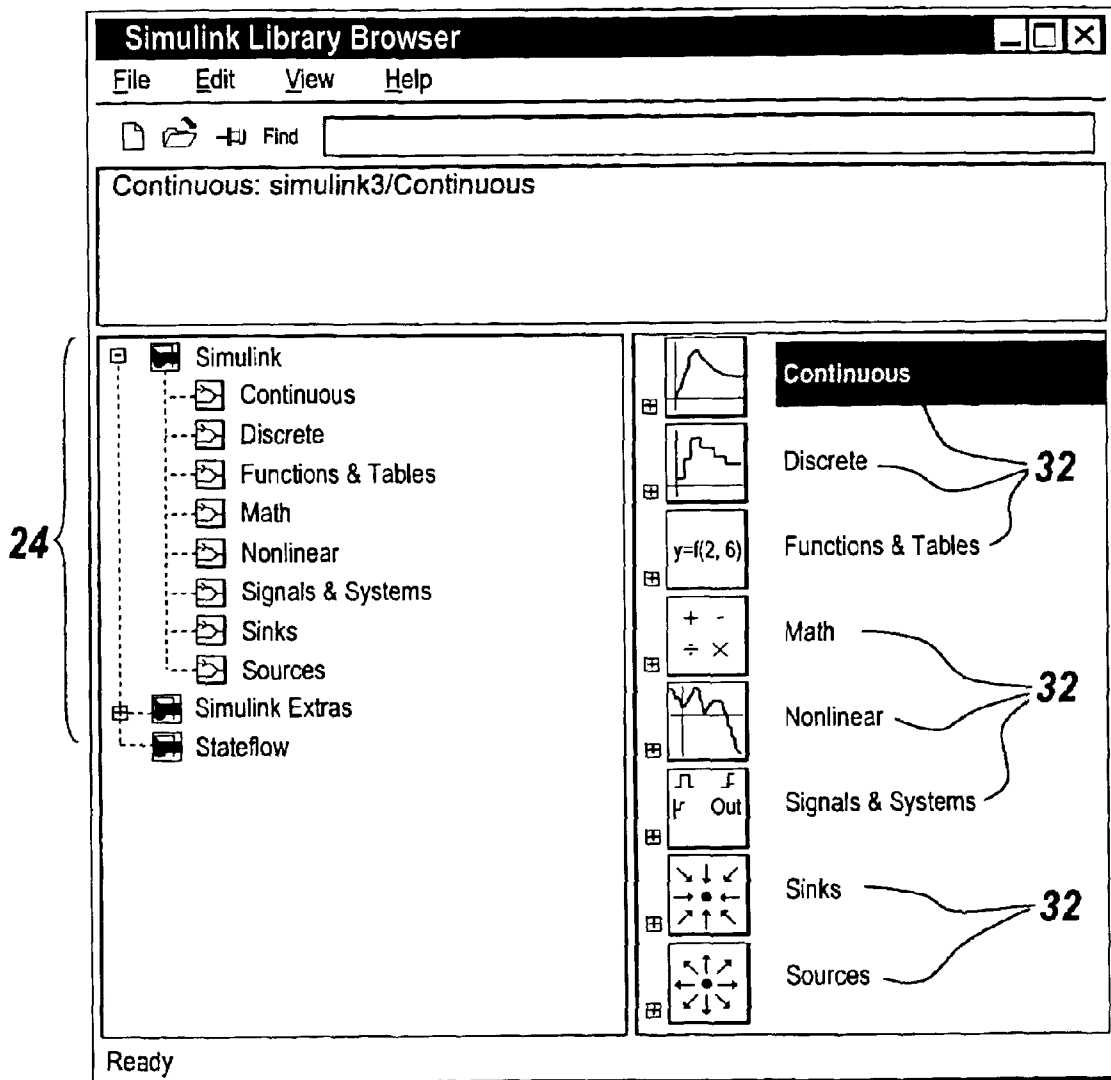 Simulink Library Browser
File Edit View Help
Find
Continuous: simulink3/Continuous
24
Simulink
Continuous
Discrete
Functions & Tables
Math
Nonlinear
Signals & Systems
Sinks
Sources
Simulink Extras
Stateflow
Continuous
Discrete
32
y=f(2, 6) Functions & Tables
+ -
÷ ×
Math
32
Nonlinear
Out
Signals & Systems
Sinks
32
Sources
Ready